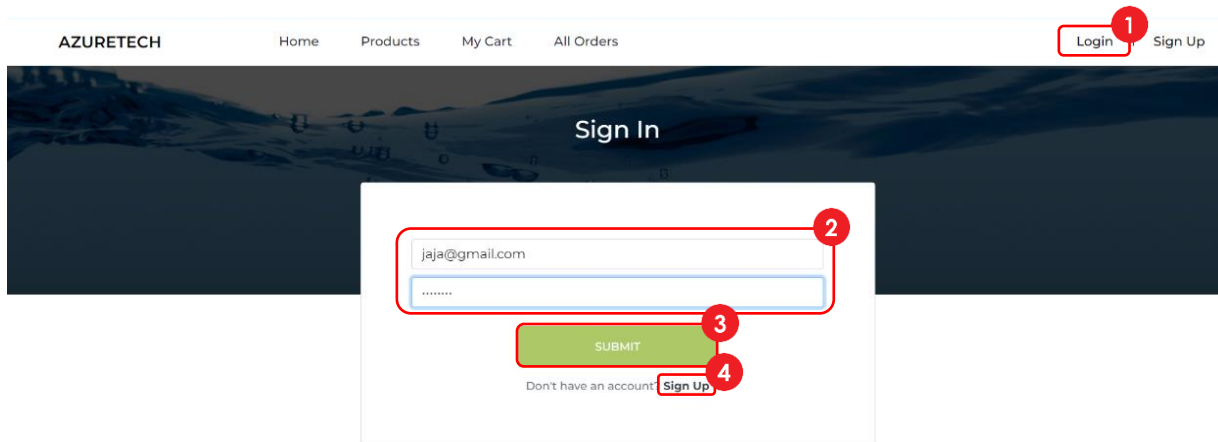 AZURETECH Home Products My Cart All Orders Login Sign Up
1
Sign In
2
jaja@gmail.com
........
3
SUBMIT
4
Don't have an account? Sign Up